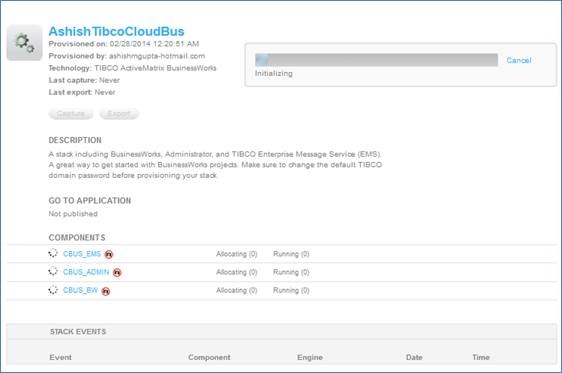 AshishTibcoCloudBus
Provisioned on: 02/28/2014 12:20:51 AM
Provisioned by: ashishmgupta-hotmail.com
Technology: TIBCO ActiveMatrix BusinessWorks
Last capture: Never
Last export: Never
Cancel
Initializing
Capture Export
DESCRIPTION
A stack including BusinessWorks, Administrator, and TIBCO Enterprise Message Service (EMS).
A great way to get started with BusinessWorks projects. Make sure to change the default TIBCO
domain password before provisioning your stack.
GO TO APPLICATION
Not published
COMPONENTS
CBUS_EMS Allocating (0) Running (0)
CBUS_ADMIN Allocating (0) Running (0)
CBUS_BW Allocating (0) Running (0)
STACK EVENTS
Event Component Engine Date Time